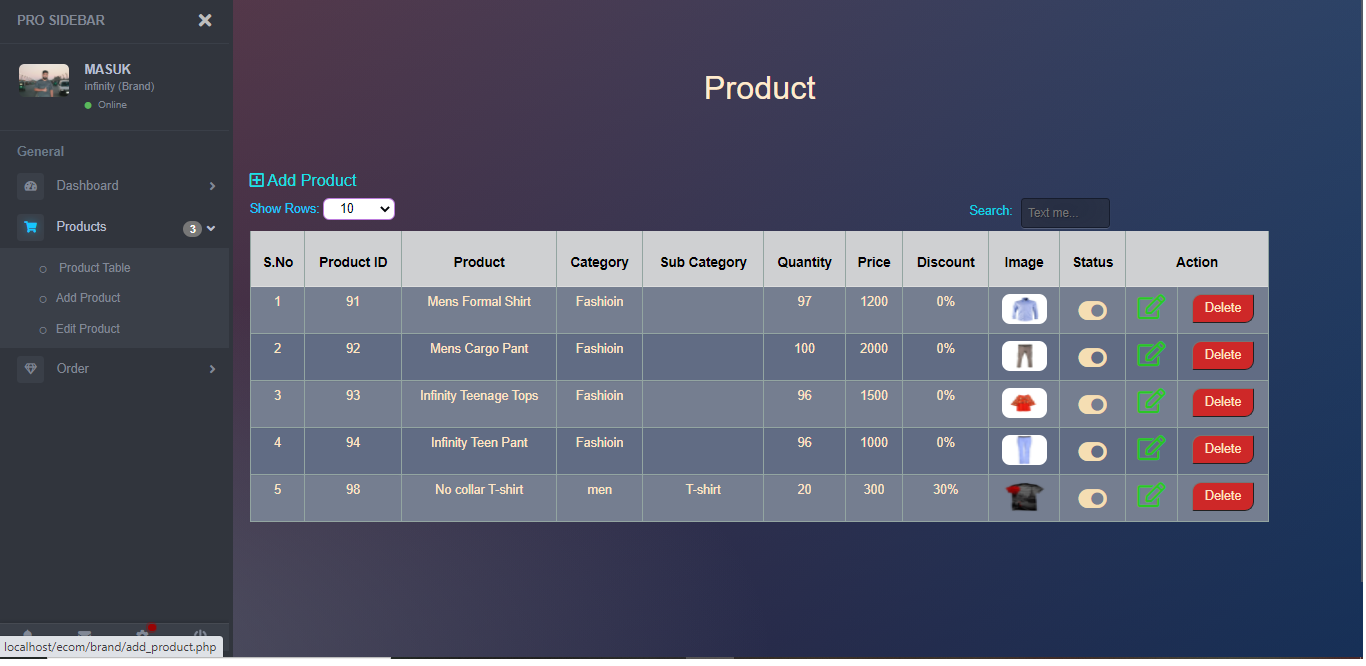 PRO SIDEBAR
MASUK
infinity (Brand)
Online
General
Dashboard
Products 3
Product Table
Add Product
Edit Product
Order
localhost/ecom/brand/add_product.php
Product
Add Product
Show Rows: 10
Search: Text me...
S.No Product ID Product Category Sub Category Quantity Price Discount Image Status Action
1 91 Mens Formal Shirt Fashioin 97 1200 0% Delete
2 92 Mens Cargo Pant Fashioin 100 2000 0% Delete
3 93 Infinity Teenage Tops Fashioin 96 1500 0% Delete
4 94 Infinity Teen Pant Fashioin 96 1000 0% Delete
5 98 No collar T-shirt men T-shirt 20 300 30% Delete